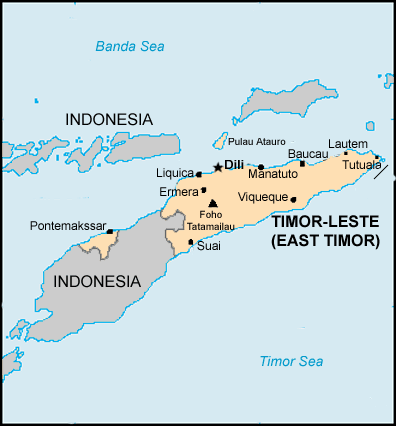 Banda Sea
INDONESIA
Pulau Atauro
Lautem
Baucau
Dili
Tutuala
Liquica
Manatuto
Ermera
Viqueque
Foho
Tatamailau
TIMOR-LESTE
(EAST TIMOR)
Pontemakssar
Suai
INDONESIA
Timor Sea